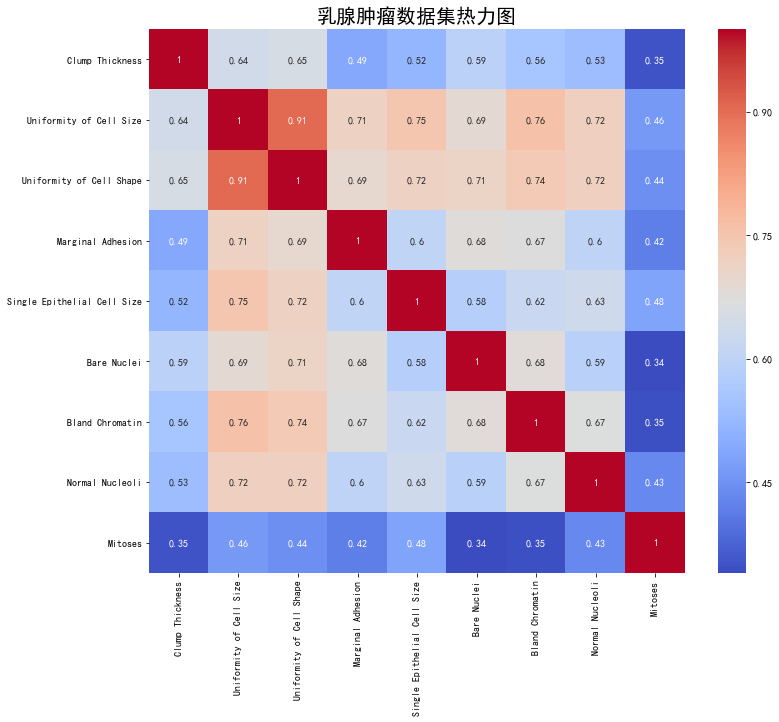 乳腺肿瘤数据集热力图
Clump Thickness 1 0.64 0.65 0.49 0.52 0.59 0.56 0.53 0.35
Uniformity of Cell Size 0.64 1 0.91 0.71 0.75 0.69 0.76 0.72 0.46
Uniformity of Cell Shape 0.65 0.91 1 0.69 0.72 0.71 0.74 0.72 0.44
Marginal Adhesion 0.49 0.71 0.69 1 0.6 0.68 0.67 0.6 0.42
Single Epithelial Cell Size 0.52 0.75 0.72 0.6 1 0.58 0.62 0.63 0.48
Bare Nuclei 0.59 0.69 0.71 0.68 0.58 1 0.68 0.59 0.34
Bland Chromatin 0.56 0.76 0.74 0.67 0.62 0.68 1 0.67 0.35
Normal Nucleoli 0.53 0.72 0.72 0.6 0.63 0.59 0.67 1 0.43
Mitoses 0.35 0.46 0.44 0.42 0.48 0.34 0.35 0.43 1
Clump Thickness
Uniformity of Cell Size
Uniformity of Cell Shape
Marginal Adhesion
Single Epithelial Cell Size
Bare Nuclei
Bland Chromatin
Normal Nucleoli
Mitoses
0.90
0.75
0.60
0.45